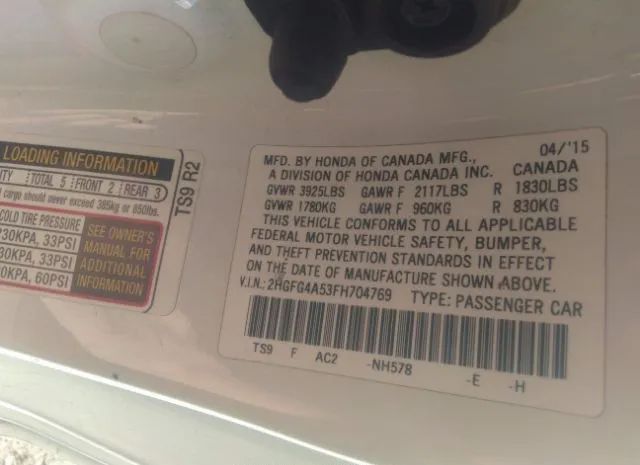 LOADING INFORMATION
ITY TOTAL 5 FRONT 2 REAR 3
cargo should never exceed 385kg or 850lbs.
COLD TIRE PRESSURE
230KPA, 33PSI
30KPA, 33PSI
0KPA, 60PSI
SEE OWNER'S
MANUAL FOR
ADDITIONAL
INFORMATION
TS9 R2
04/'15
MFD. BY HONDA OF CANADA MFG.,
A DIVISION OF HONDA CANADA INC. CANADA
GVWR 3925LBS GAWR F 2117LBS R 1830LBS
GVWR 1780KG GAWR F 960KG R 830KG
THIS VEHICLE CONFORMS TO ALL APPLICABLE
FEDERAL MOTOR VEHICLE SAFETY, BUMPER,
AND THEFT PREVENTION STANDARDS IN EFFECT
ON THE DATE OF MANUFACTURE SHOWN ABOVE.
V.I.N.: 2HGFG4A53FH704769 TYPE: PASSENGER CAR
TS9 F AC2 -NH578 -E -H